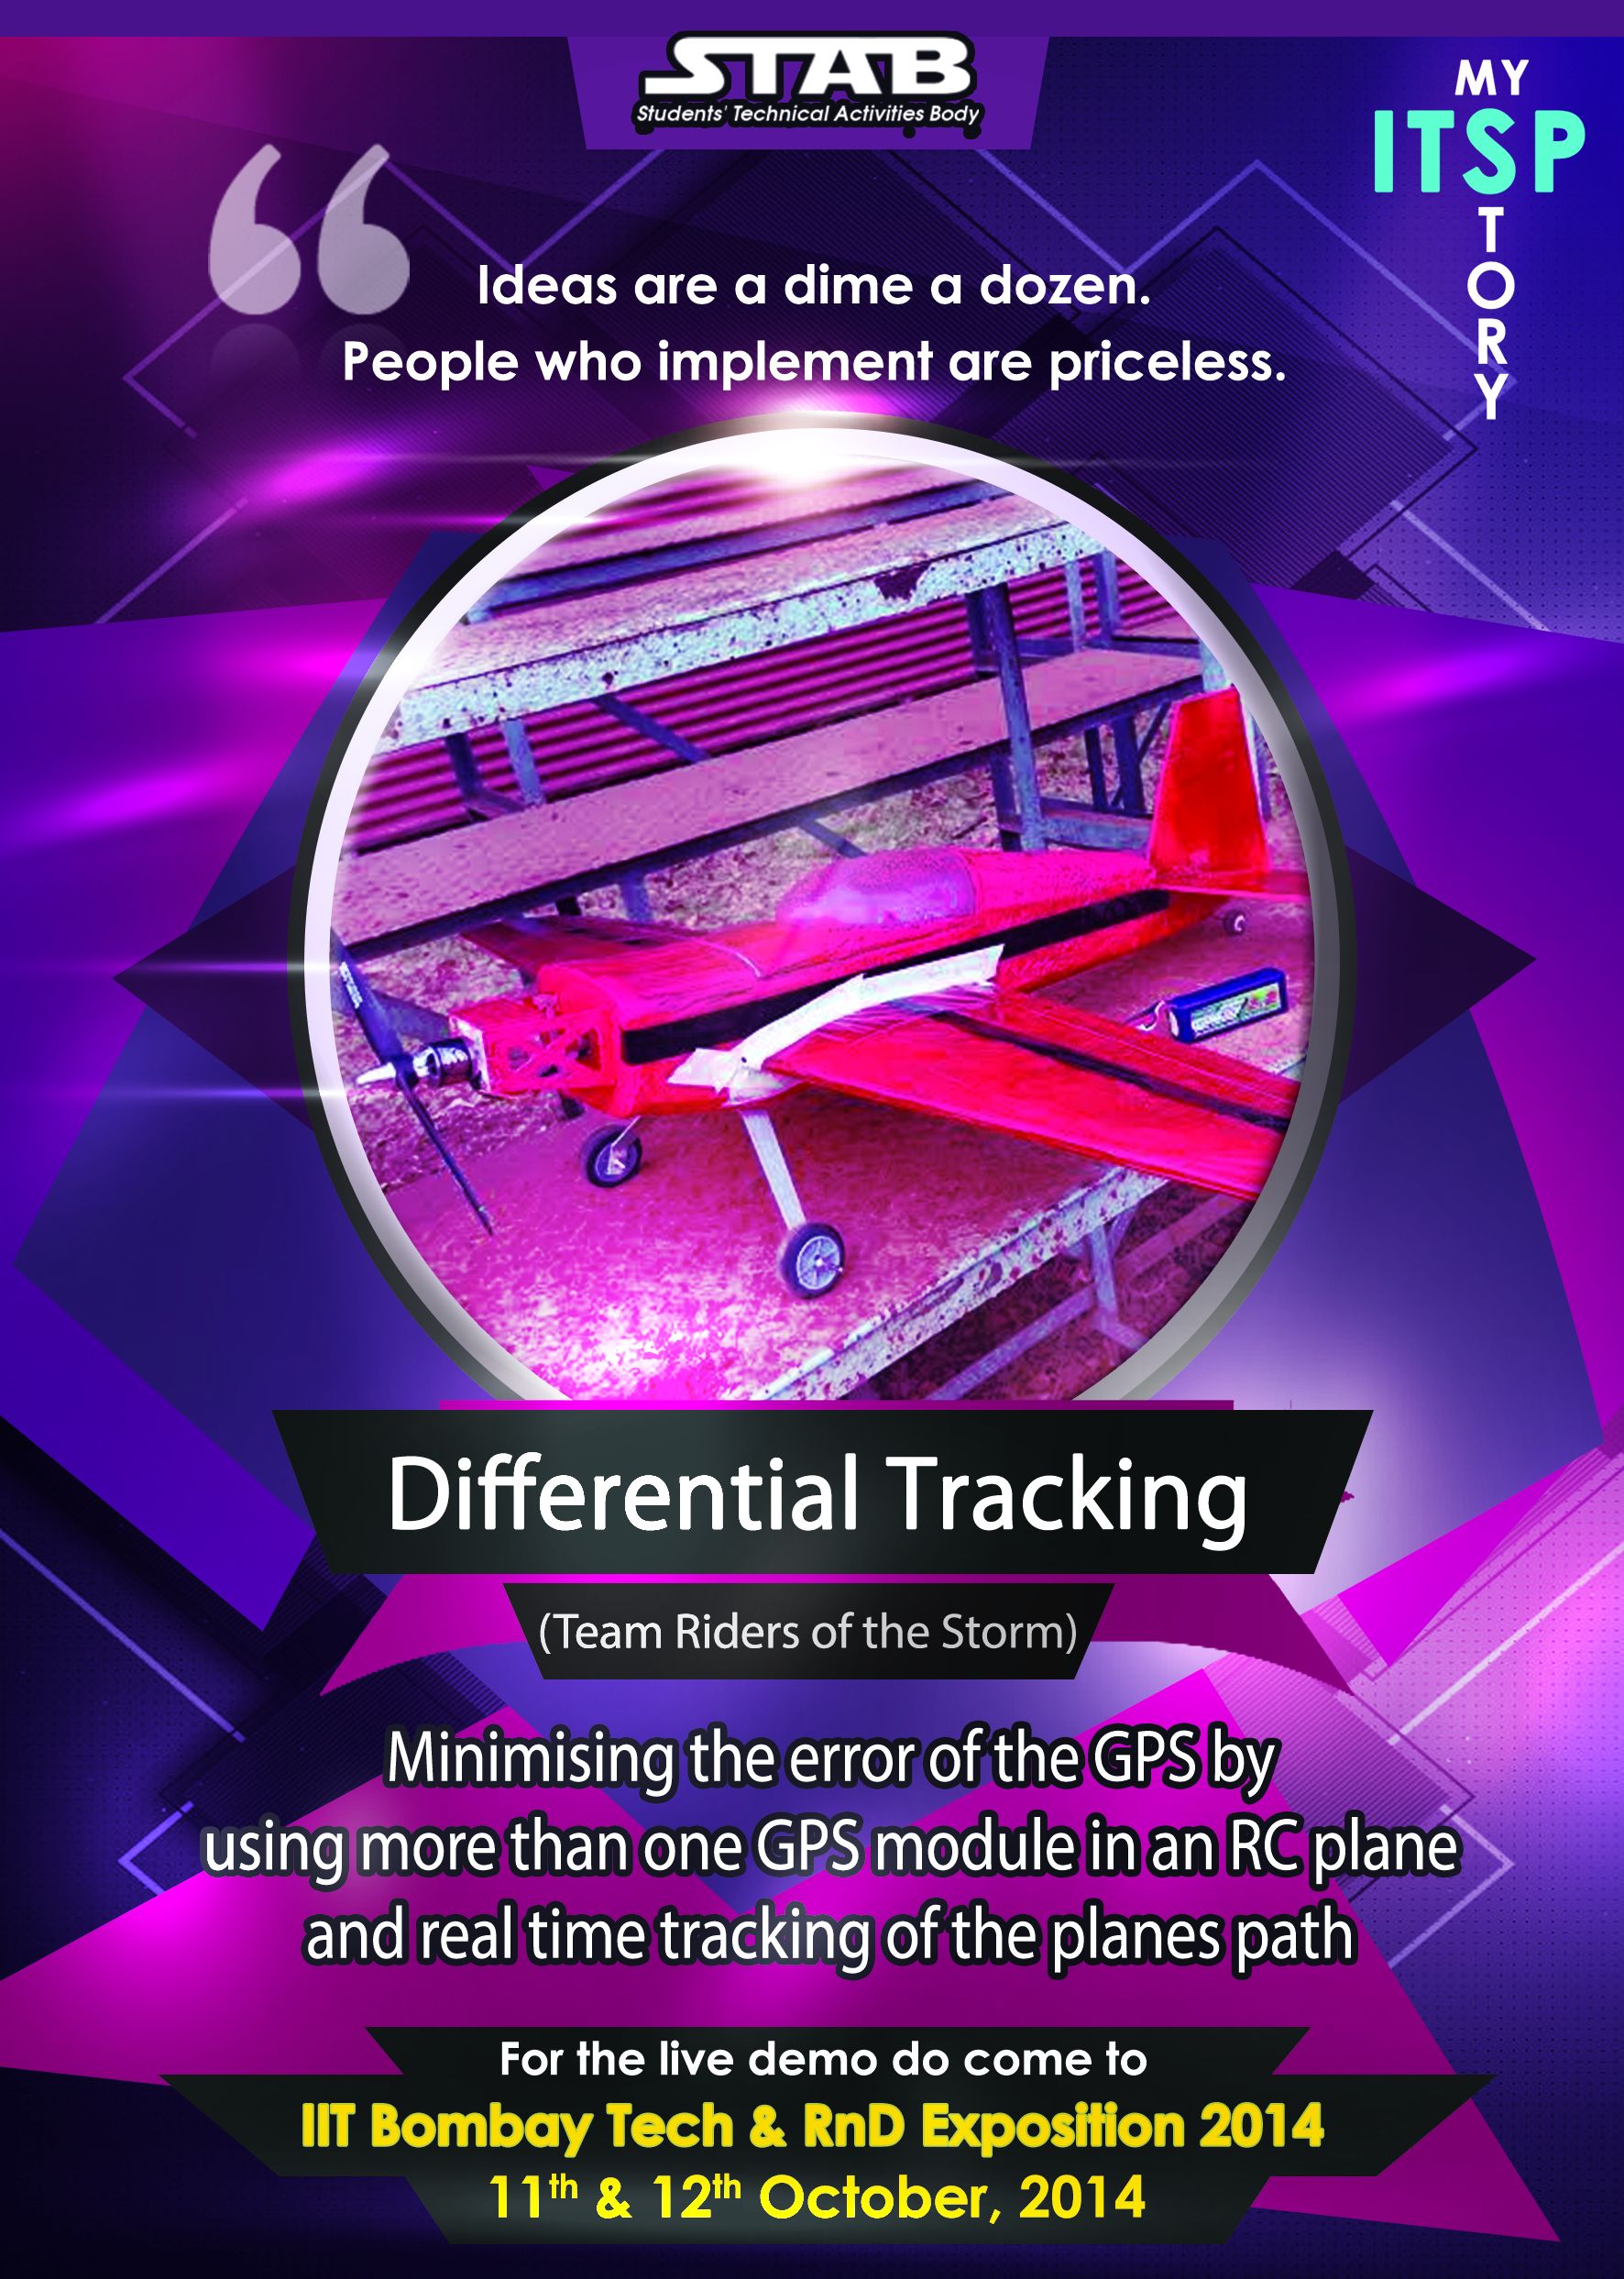 STAB
Students' Technical Activities Body
MY
ITSP
T
O
R
Y
Ideas are a dime a dozen.
People who implement are priceless.
Differential Tracking
(Team Riders of the Storm)
Minimising the error of the GPS by
using more than one GPS module in an RC plane
and real time tracking of the planes path
For the live demo do come to
IIT Bombay Tech & RnD Exposition 2014
11th & 12th October, 2014